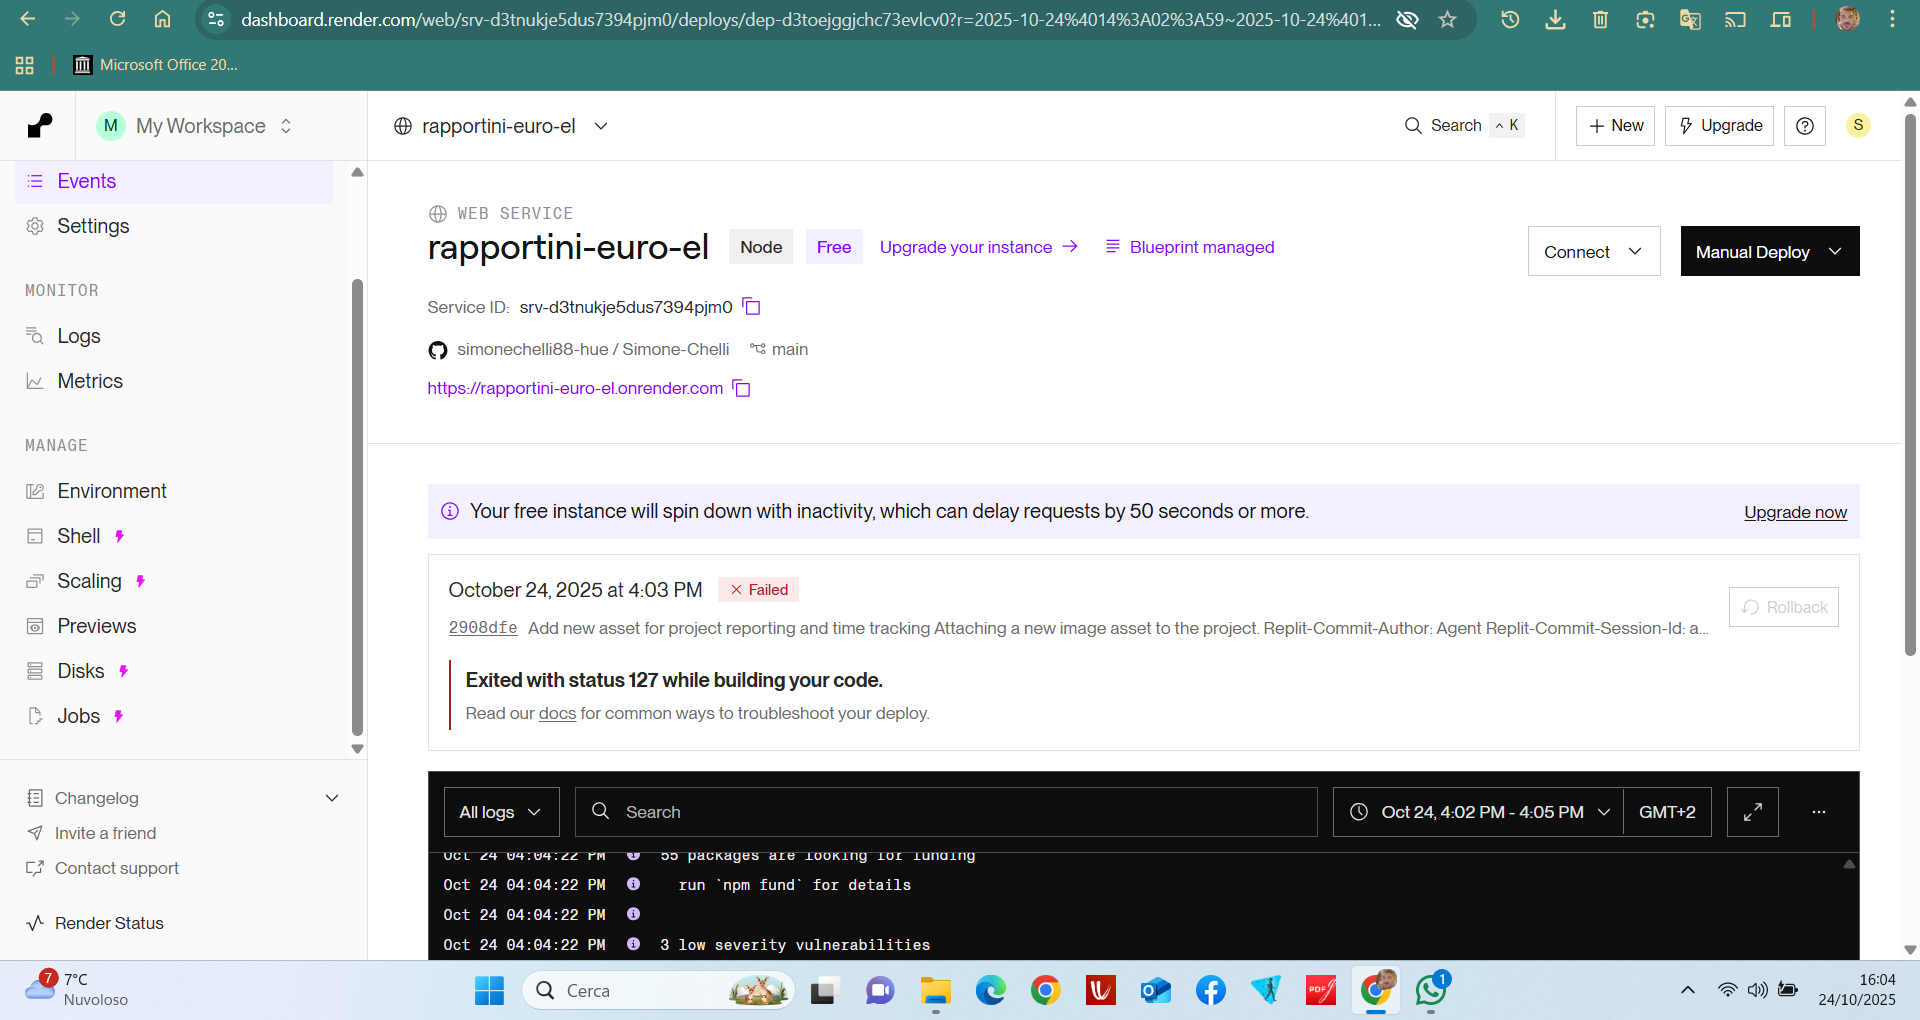 dashboard.render.com/web/srv-d3tnukje5dus7394pjm0/deploys/dep-d3toejggjchc73evlcv0?r=2025-10-24%4014%3A02%3A59~2025-10-24%401...
Microsoft Office 20...
M My Workspace
rapportini-euro-el
Search ^ K
New
Upgrade
S
Events
Settings
MONITOR
Logs
Metrics
MANAGE
Environment
Shell
Scaling
Previews
Disks
Jobs
Changelog
Invite a friend
Contact support
Render Status
WEB SERVICE
rapportini-euro-el Node Free Upgrade your instance → Blueprint managed
Connect
Manual Deploy
Service ID: srv-d3tnukje5dus7394pjm0
simonechelli88-hue / Simone-Chelli main
https://rapportini-euro-el.onrender.com
Your free instance will spin down with inactivity, which can delay requests by 50 seconds or more.
Upgrade now
October 24, 2025 at 4:03 PM Failed
Rollback
2908dfe Add new asset for project reporting and time tracking Attaching a new image asset to the project. Replit-Commit-Author: Agent Replit-Commit-Session-Id: a...
Exited with status 127 while building your code.
Read our docs for common ways to troubleshoot your deploy.
All logs
Search
Oct 24, 4:02 PM - 4:05 PM
GMT+2
...
Oct 24 04:04:22 PM 55 packages are looking for funding
Oct 24 04:04:22 PM run `npm fund` for details
Oct 24 04:04:22 PM
Oct 24 04:04:22 PM 3 low severity vulnerabilities
7
7°C
Nuvoloso
Cerca
PDF
1
16:04
24/10/2025